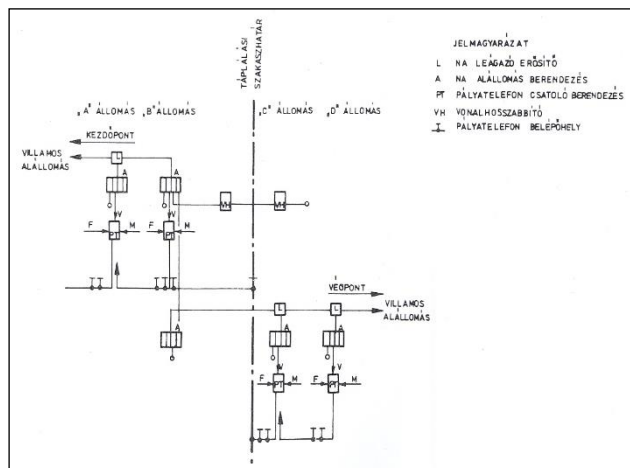 JELMAGYARÁZAT
L NA LEÁGAZÓ ERŐSÍTŐ
A NA ALÁLLOMÁS BERENDEZÉS
PT PÁLYATELEFON CSATOLÓ BERENDEZÉS
VH VONALHOSSZABBÍTÓ
PÁLYATELEFON BELÉPŐHELY
TÁPLÁLÁSI
SZAKASZHATÁR
„A" ÁLLOMÁS „B" ÁLLOMÁS „C" ÁLLOMÁS „D" ÁLLOMÁS
KEZDŐPONT
VILLAMOS
ALÁLLOMÁS
L
A A
VH VH
V V
F M F M
PT PT
VÉGPONT
VILLAMOS
ALÁLLOMÁS
L L
A A A
V V
F M F M
PT PT